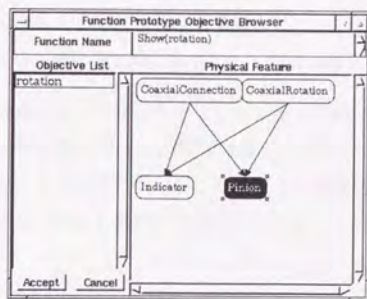 Function Prototype Objective Browser
Function Name Show(rotation)
Objective List Physical Feature
rotation
CoaxialConnection CoaxialRotation
Indicator Pinion
Accept Cancel